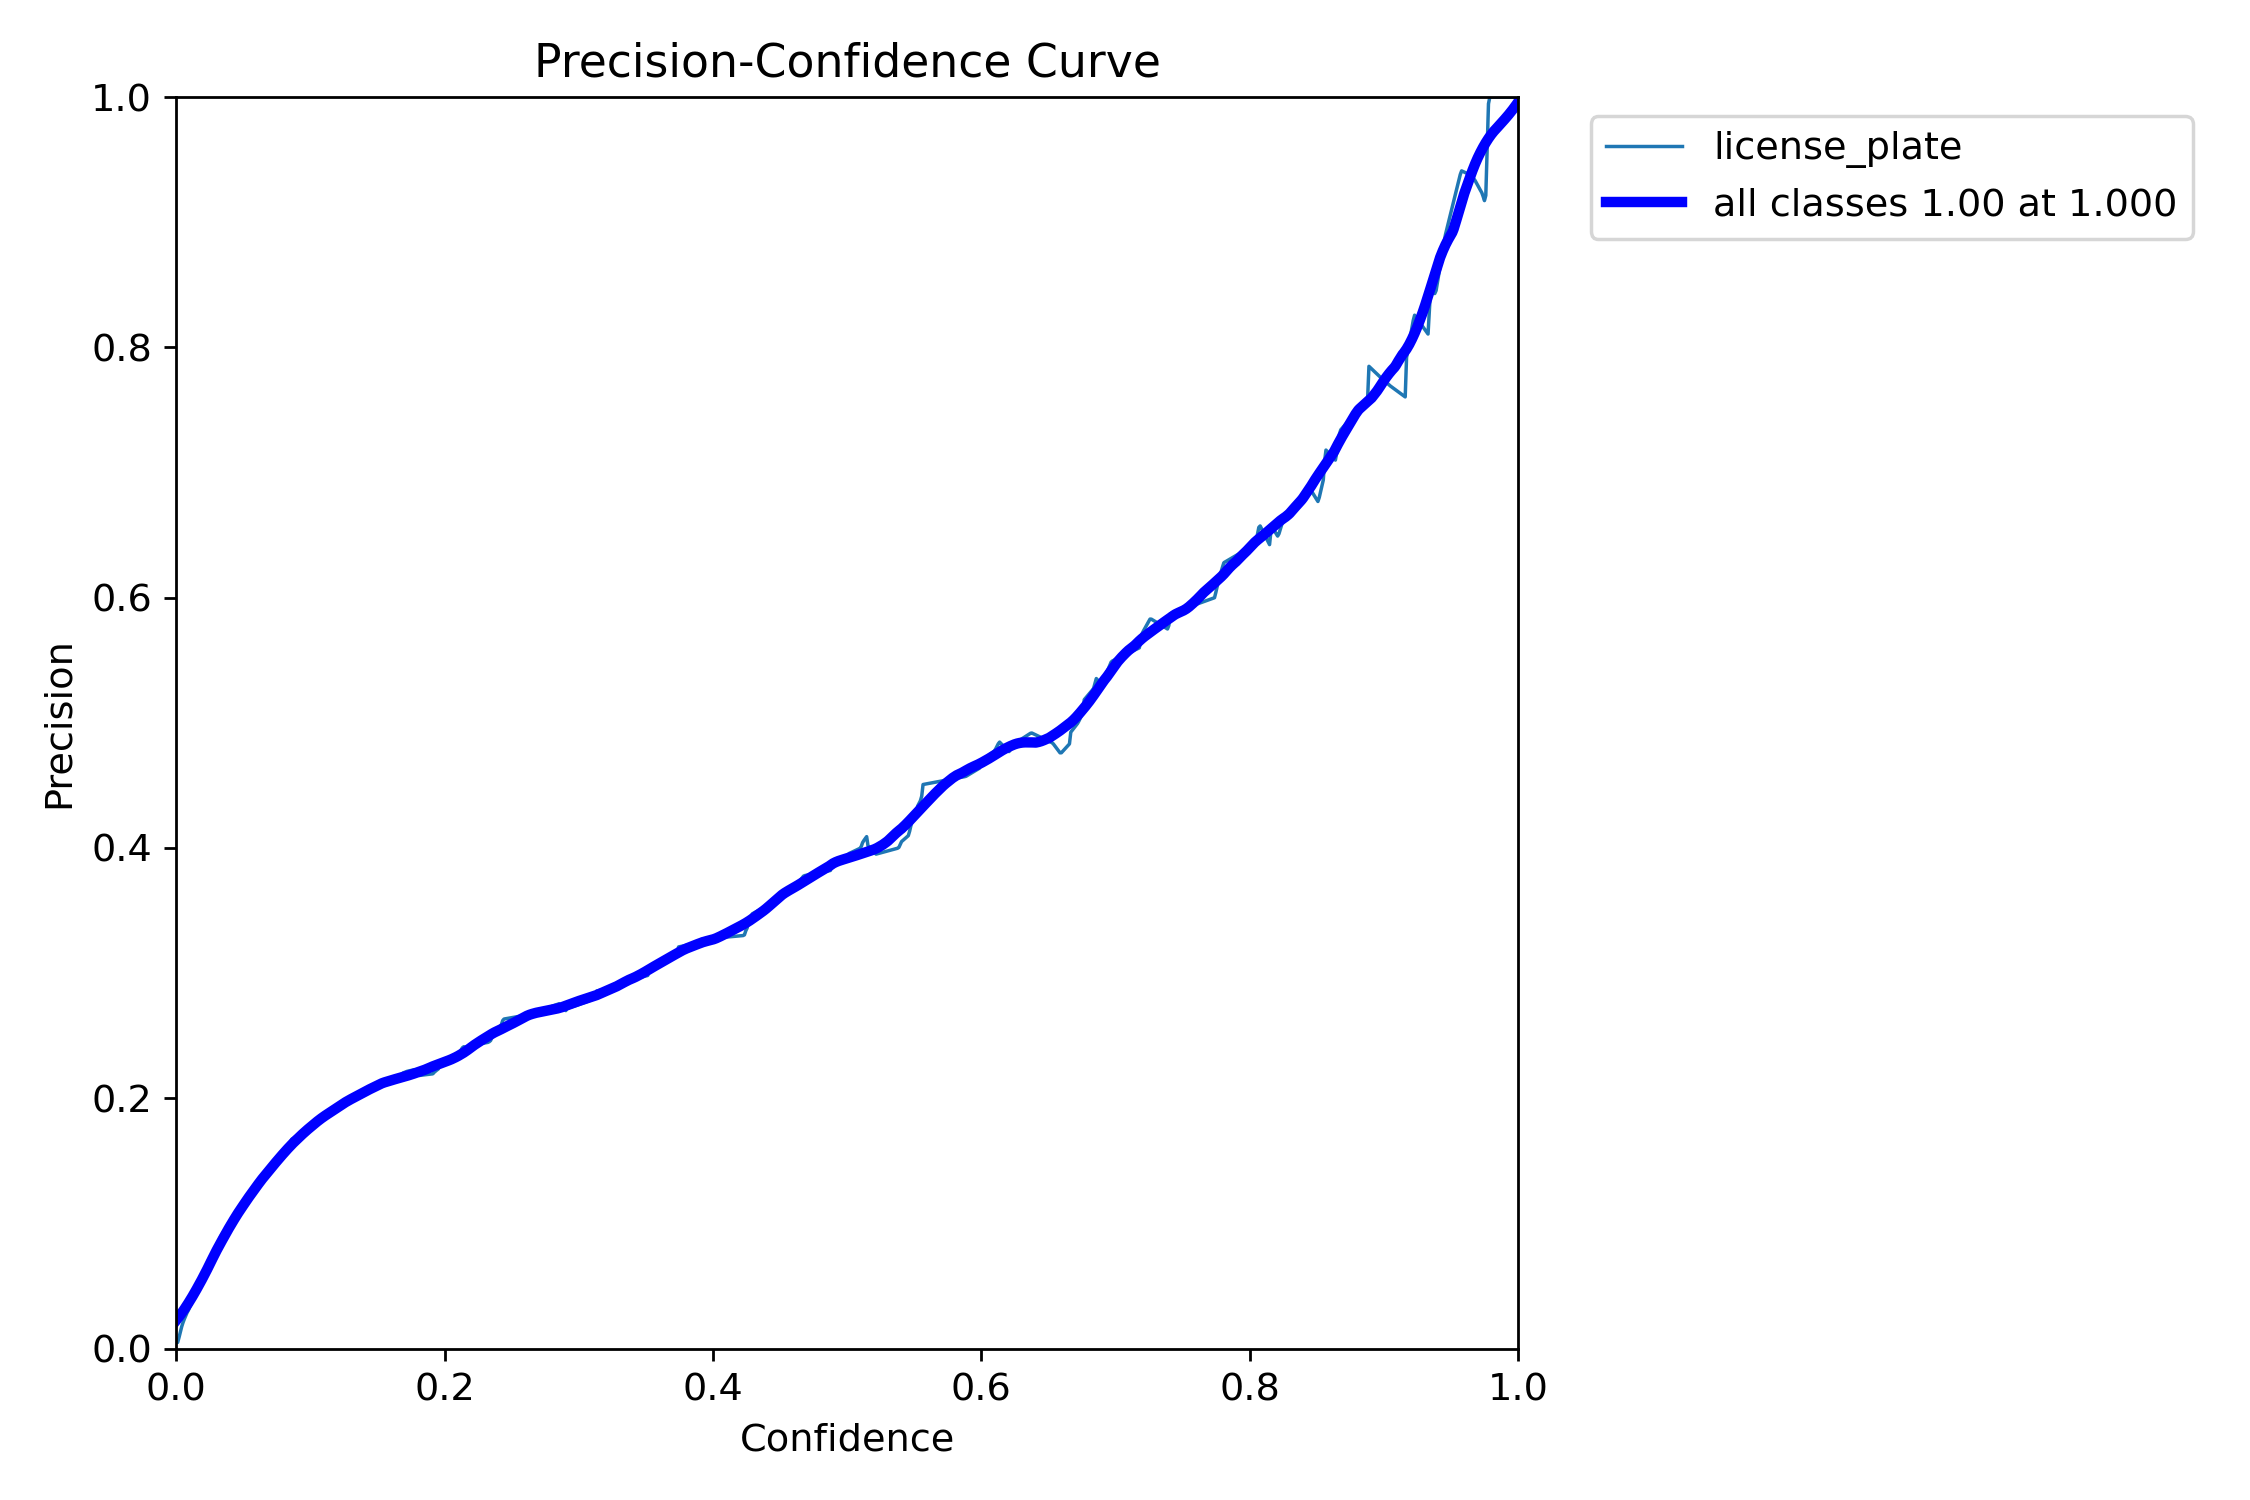 Precision-Confidence Curve
license_plate
all classes 1.00 at 1.000
Precision
1.0
0.8
0.6
0.4
0.2
0.0
0.0 0.2 0.4 0.6 0.8 1.0
Confidence